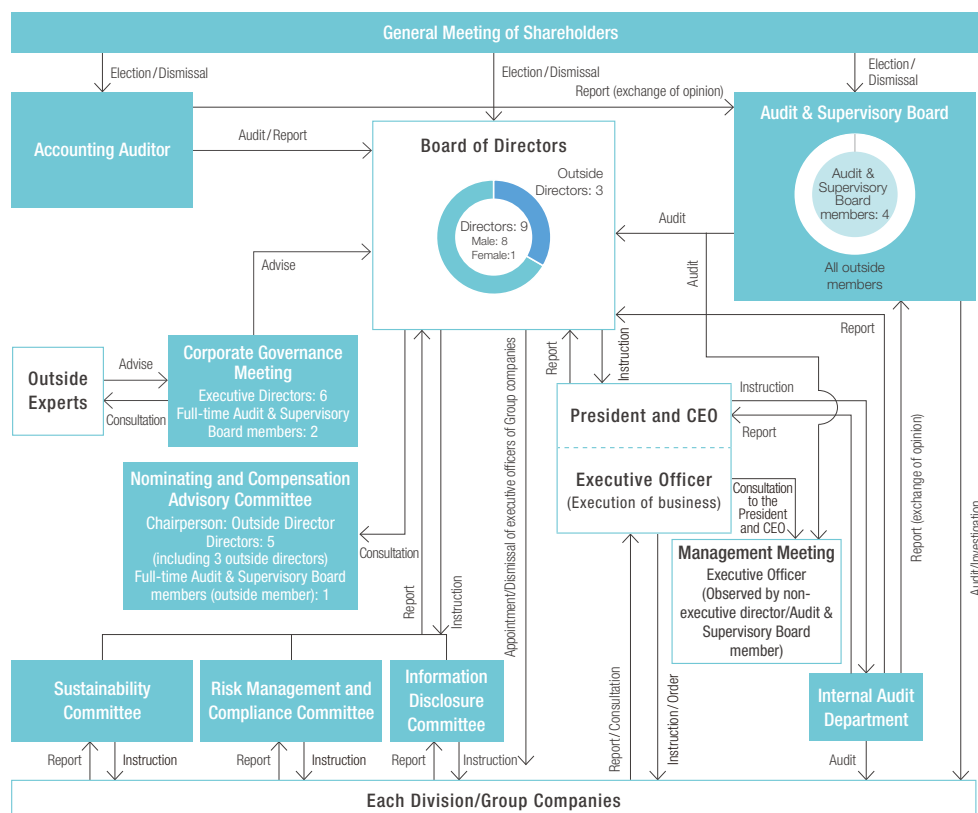 General Meeting of Shareholders
Election/Dismissal
Election/Dismissal
Election/
Dismissal
Report (exchange of opinion)
Accounting Auditor
Audit/Report
Board of Directors
Outside
Directors: 3
Directors: 9
Male: 8
Female:1
Audit & Supervisory Board
Audit &
Supervisory
Board
members: 4
All outside
members
Audit
Audit
Advise
Report
Outside
Experts
Advise
Consultation
Corporate Governance
Meeting
Executive Directors: 6
Full-time Audit & Supervisory
Board members: 2
Report
Instruction
President and CEO
Executive Officer
(Execution of business)
Instruction
Report
Consultation
to the
President
and CEO
Nominating and Compensation
Advisory Committee
Chairperson: Outside Director
Directors: 5
(including 3 outside directors)
Full-time Audit & Supervisory Board
members (outside member): 1
Consultation
Report
Instruction
Appointment/Dismissal of executive officers of Group companies
Management Meeting
Executive Officer
(Observed by non-
executive director/Audit &
Supervisory Board
member)
Report (exchange of opinion)
Audit/Investigation
Sustainability
Committee
Risk Management and
Compliance Committee
Information
Disclosure
Committee
Report/Consultation
Instruction/Order
Internal Audit
Department
Report
Instruction
Report
Instruction
Report
Instruction
Audit
Each Division/Group Companies